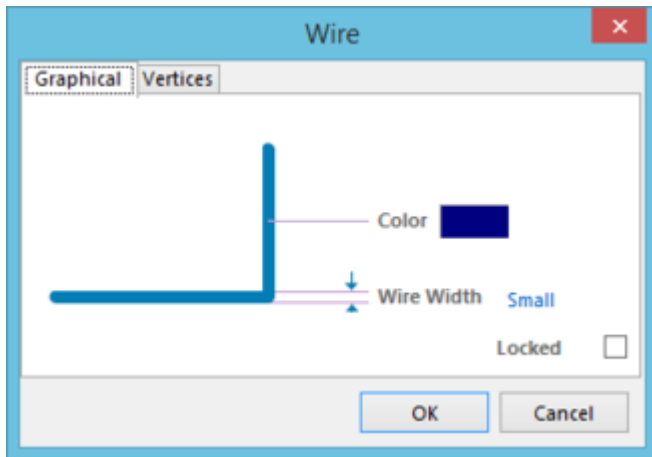 Wire
Graphical Vertices
Color
Wire Width Small
Locked
OK Cancel